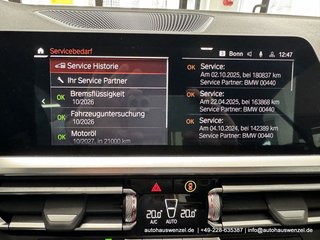 Servicebedarf
3 Bonn 12:47
Service Historie
Ihr Service Partner
OK Bremsflüssigkeit
10/2026
OK Fahrzeuguntersuchung
10/2026
OK Motoröl
10/2027, in 21000 km
OK Service:
Am 02.10.2025, bei 180837 km
Service Partner: BMW 00440
OK Service:
Am 22.04.2025, bei 163868 km
Service Partner: BMW 00440
OK Service:
Am 04.10.2024, bei 142389 km
Service Partner: BMW 00440
20.0° 20.0°
A/C AUTO
www.autohauswenzel.de | +49-228-635387 | info@autohauswenzel.de